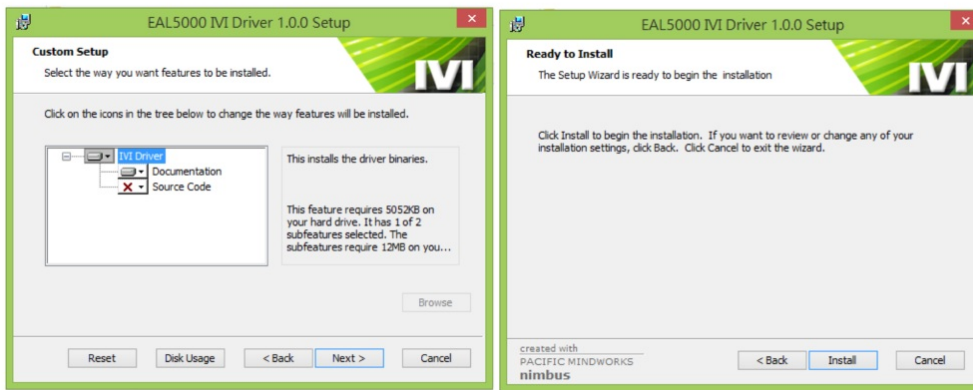 EAL5000 IVI Driver 1.0.0 Setup
Custom Setup
Select the way you want features to be installed.
IVI
Click on the icons in the tree below to change the way features will be installed.
IVI Driver
Documentation
Source Code
This installs the driver binaries.
This feature requires 5052KB on
your hard drive. It has 1 of 2
subfeatures selected. The
subfeatures require 12MB on you...
Browse
Reset
Disk Usage
< Back
Next >
Cancel
EAL5000 IVI Driver 1.0.0 Setup
Ready to Install
The Setup Wizard is ready to begin the installation
IVI
Click Install to begin the installation. If you want to review or change any of your
installation settings, click Back. Click Cancel to exit the wizard.
created with
PACIFIC MINDWORKS
nimbus
< Back
Install
Cancel